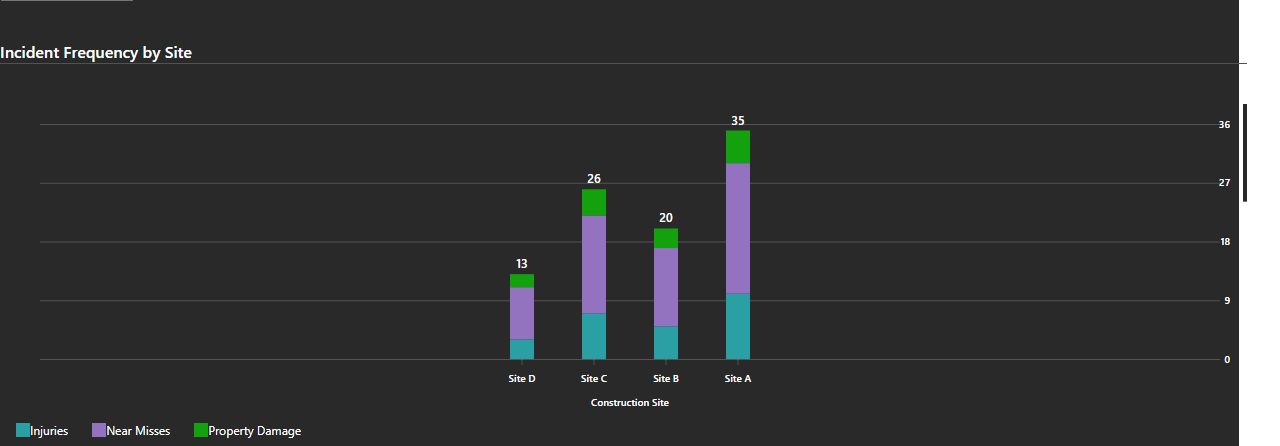 Incident Frequency by Site
35
36
26
27
20
18
13
9
0
Site D Site C Site B Site A
Construction Site
Injuries Near Misses Property Damage